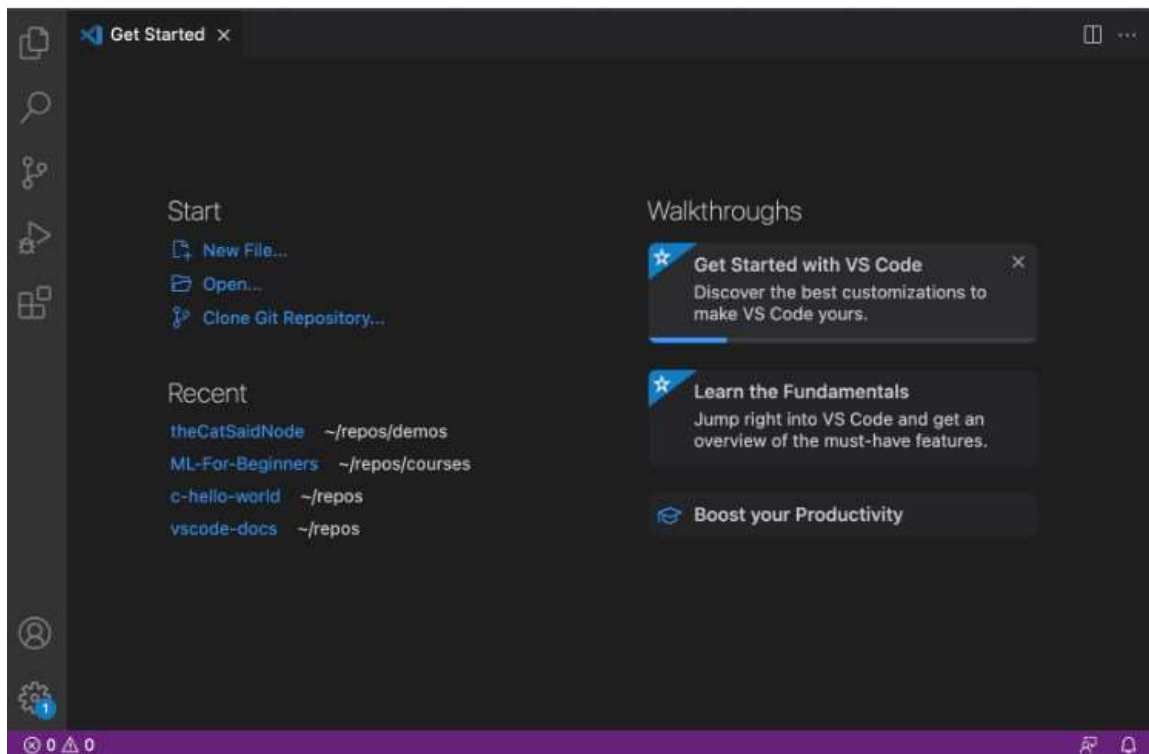 Get Started
Start
New File...
Open...
Clone Git Repository...
Recent
theCatSaidNode ~/repos/demos
ML-For-Beginners ~/repos/courses
c-hello-world ~/repos
vscode-docs ~/repos
Walkthroughs
Get Started with VS Code
Discover the best customizations to
make VS Code yours.
Learn the Fundamentals
Jump right into VS Code and get an
overview of the must-have features.
Boost your Productivity
1
0 0